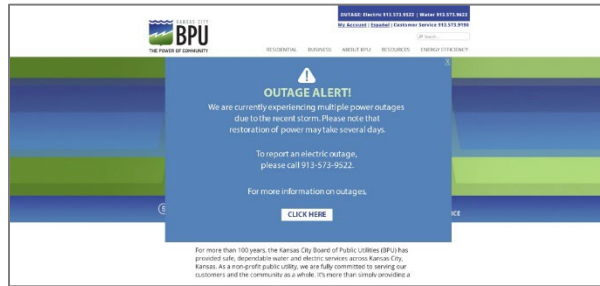 OUTAGE: Electric 913.573.9522 | Water 913.573.9622
My Account | Español | Customer Service 913.573.9190
KANSAS CITY
BPU
THE POWER OF COMMUNITY
Search...
RESIDENTIAL BUSINESS ABOUT BPU RESOURCES ENERGY EFFICIENCY
X
OUTAGE ALERT!
We are currently experiencing multiple power outages
due to the recent storm. Please note that
restoration of power may take several days.
To report an electric outage,
please call 913-573-9522.
For more information on outages,
CLICK HERE
For more than 100 years, the Kansas City Board of Public Utilities (BPU) has
provided safe, dependable water and electric services across Kansas City,
Kansas. As a non-profit public utility, we are fully committed to serving our
customers and the community as a whole. It's more than simply providing a